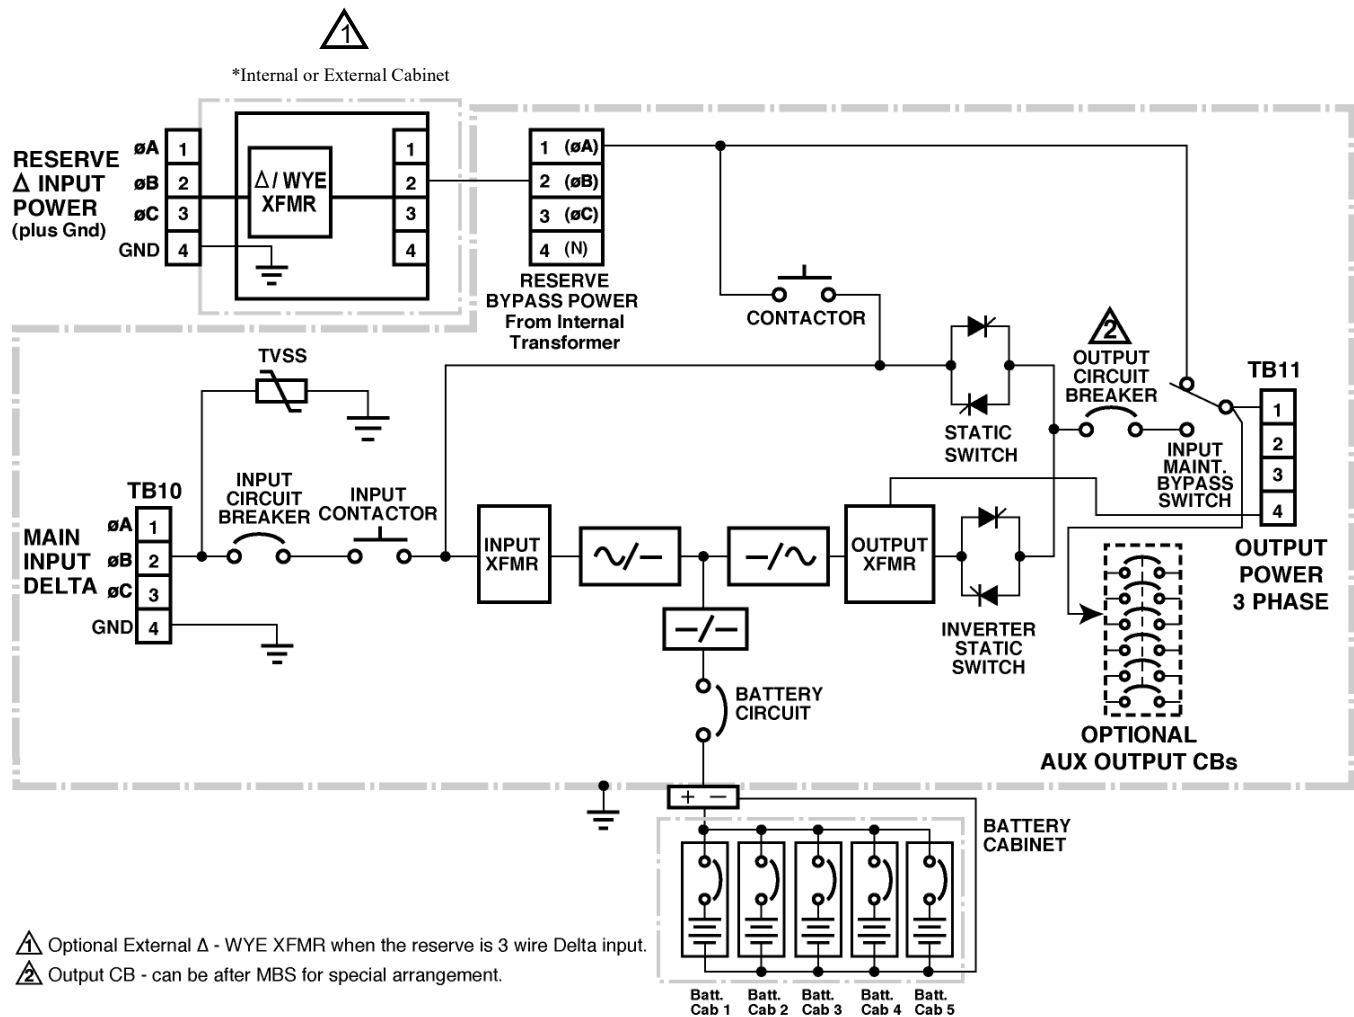 1
*Internal or External Cabinet
RESERVE
Δ INPUT
POWER
(plus Gnd)
øA
øB
øC
GND
1
2
3
4
Δ/ WYE
XFMR
1
2
3
4
1 (øA)
2 (øB)
3 (øC)
4 (N)
RESERVE
BYPASS POWER
From Internal
Transformer
CONTACTOR
2
OUTPUT
CIRCUIT
BREAKER
TB11
1
2
3
4
TVSS
STATIC
SWITCH
INPUT
MAINT.
BYPASS
SWITCH
TB10
INPUT
CIRCUIT
BREAKER
INPUT
CONTACTOR
MAIN
INPUT
DELTA
øA
øB
øC
GND
1
2
3
4
INPUT
XFMR
OUTPUT
XFMR
OUTPUT
POWER
3 PHASE
INVERTER
STATIC
SWITCH
BATTERY
CIRCUIT
OPTIONAL
AUX OUTPUT CBs
+ −
BATTERY
CABINET
1 Optional External Δ - WYE XFMR when the reserve is 3 wire Delta input.
2 Output CB - can be after MBS for special arrangement.
Batt.
Cab 1
Batt.
Cab 2
Batt.
Cab 3
Batt.
Cab 4
Batt.
Cab 5